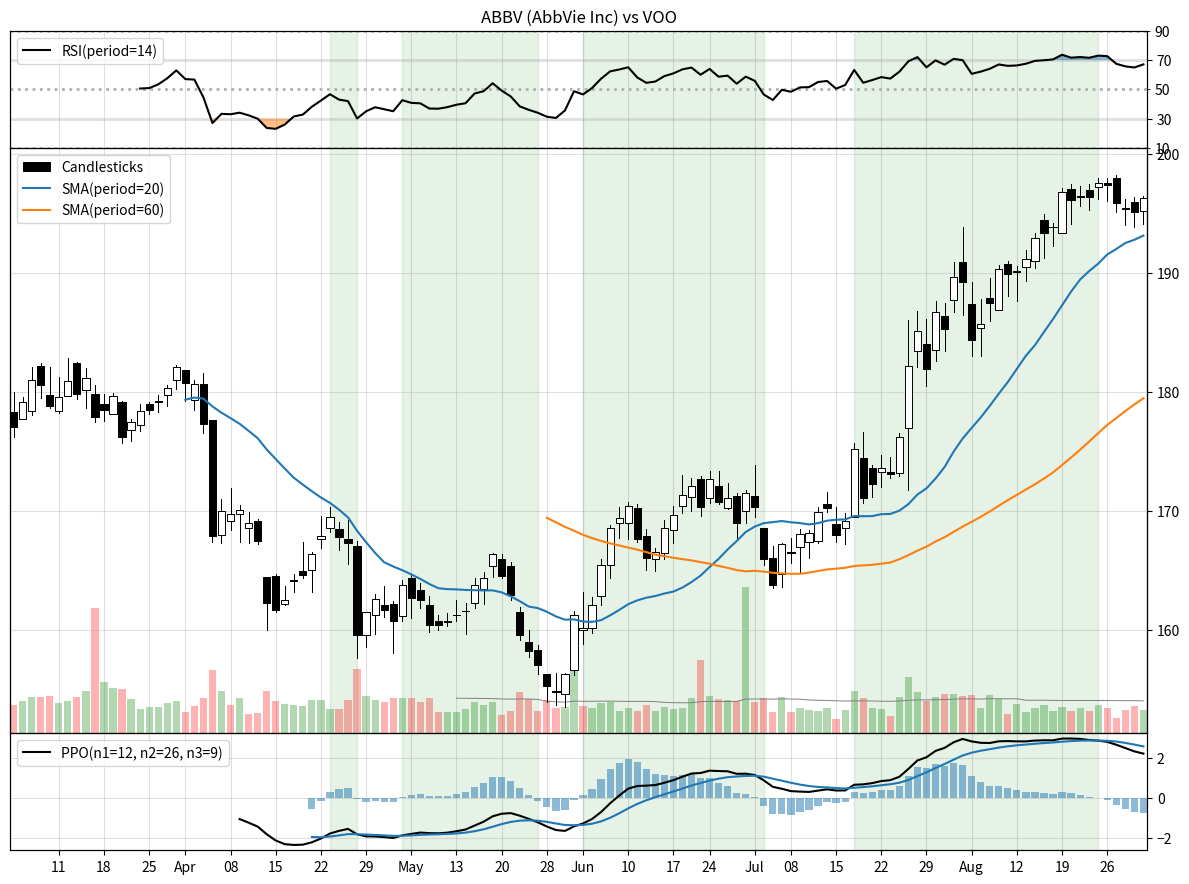 ABBV (AbbVie Inc) vs VOO
RSI(period=14)
90
70
50
30
10
Candlesticks
SMA(period=20)
SMA(period=60)
200
190
180
170
160
PPO(n1=12, n2=26, n3=9)
2
0
−2
11 18 25 Apr 08 15 22 29 May 13 20 28 Jun 10 17 24 Jul 08 15 22 29 Aug 12 19 26